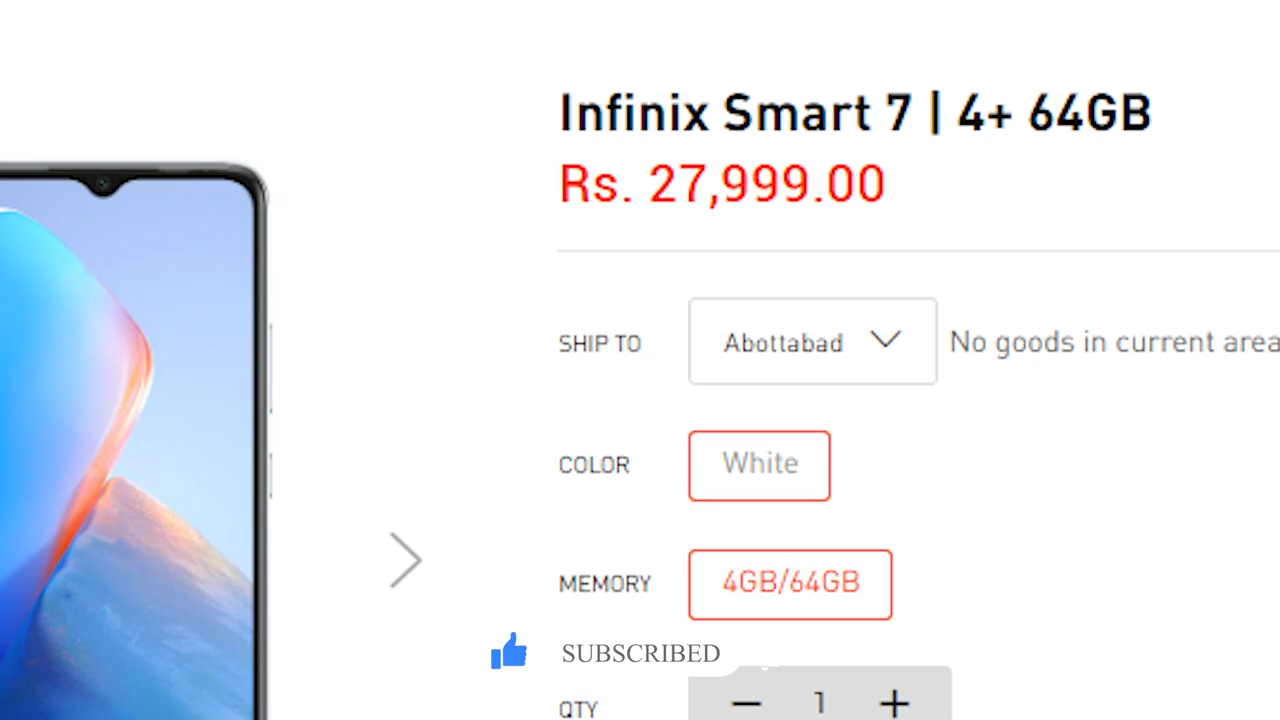 Infinix Smart 7 | 4+ 64GB
Rs. 27,999.00
SHIP TO Abottabad No goods in current area
COLOR White
MEMORY 4GB/64GB
SUBSCRIBED
QTY − 1 +